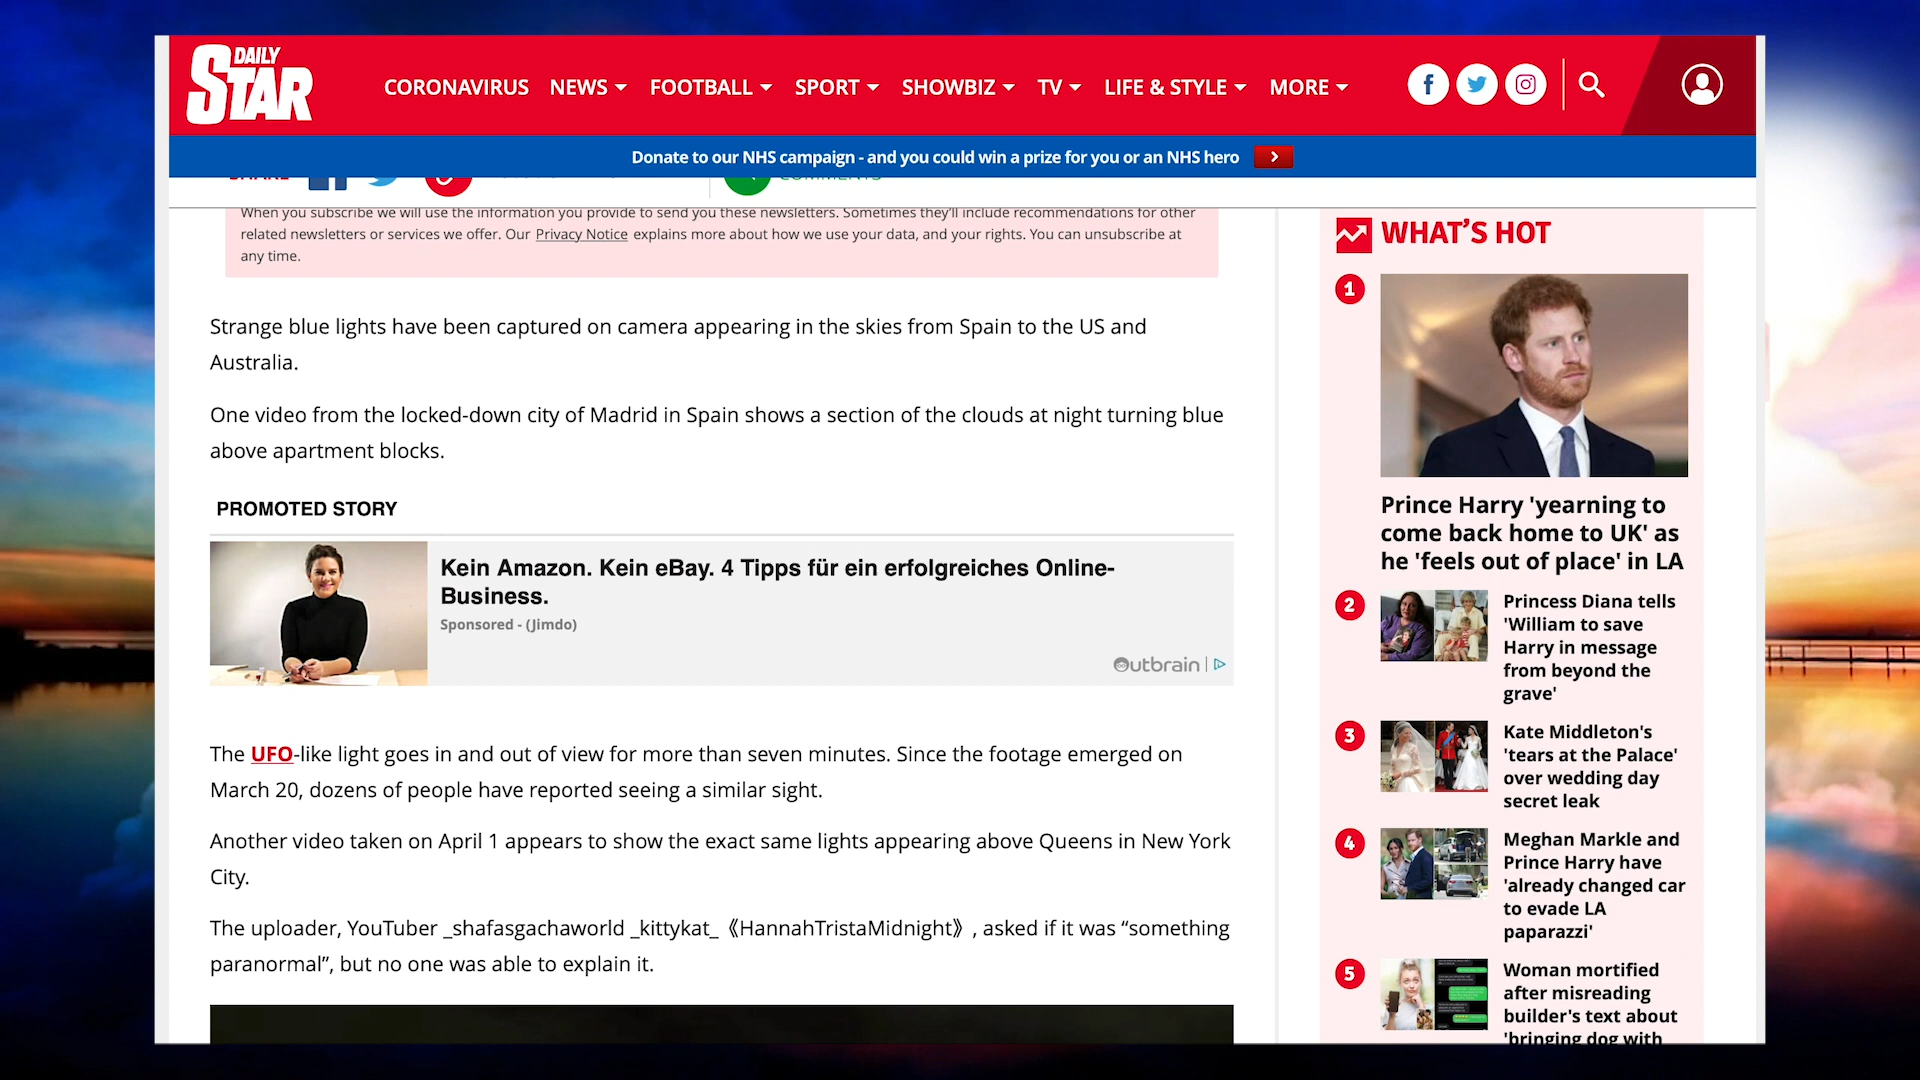 DAILY
STAR
CORONAVIRUS NEWS FOOTBALL SPORT SHOWBIZ TV LIFE & STYLE MORE
Donate to our NHS campaign - and you could win a prize for you or an NHS hero
SHARE
COMMENTS
When you subscribe we will use the information you provide to send you these newsletters. Sometimes they'll include recommendations for other
related newsletters or services we offer. Our Privacy Notice explains more about how we use your data, and your rights. You can unsubscribe at
any time.
Strange blue lights have been captured on camera appearing in the skies from Spain to the US and
Australia.
One video from the locked-down city of Madrid in Spain shows a section of the clouds at night turning blue
above apartment blocks.
PROMOTED STORY
Kein Amazon. Kein eBay. 4 Tipps für ein erfolgreiches Online-
Business.
Sponsored - (Jimdo)
Outbrain
The UFO-like light goes in and out of view for more than seven minutes. Since the footage emerged on
March 20, dozens of people have reported seeing a similar sight.
Another video taken on April 1 appears to show the exact same lights appearing above Queens in New York
City.
The uploader, YouTuber _shafasgachaworld _kittykat_《HannahTristaMidnight》, asked if it was “something
paranormal”, but no one was able to explain it.
WHAT'S HOT
1
Prince Harry 'yearning to
come back home to UK' as
he 'feels out of place' in LA
2
Princess Diana tells
'William to save
Harry in message
from beyond the
grave'
3
Kate Middleton's
'tears at the Palace'
over wedding day
secret leak
4
Meghan Markle and
Prince Harry have
'already changed car
to evade LA
paparazzi'
5
Woman mortified
after misreading
builder's text about
'bringing dog with